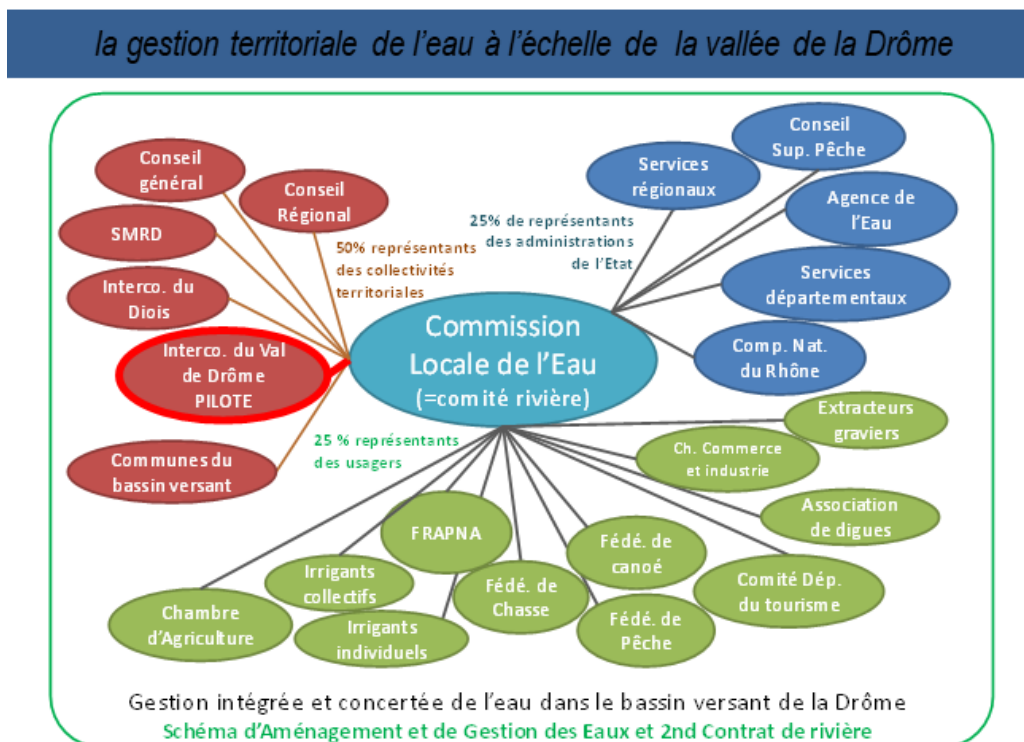 la gestion territoriale de l'eau à l'échelle de la vallée de la Drôme
Conseil
général
Conseil
Régional
SMRD
Interco. du
Diois
Interco. du Val
de Drôme
PILOTE
Communes du
bassin versant
50% représentants
des collectivités
territoriales
Commission
Locale de l'Eau
(=comité rivière)
25% de représentants
des administrations
de l'Etat
Services
régionaux
Conseil
Sup. Pêche
Agence de
l'Eau
Services
départementaux
Comp. Nat.
du Rhône
25 % représentants
des usagers
Extracteurs
graviers
Ch. Commerce
et industrie
Association
de digues
Comité Dép.
du tourisme
Fédé. de
canoé
Fédé. de
Pêche
Fédé. de
Chasse
FRAPNA
Irrigants
collectifs
Irrigants
individuels
Chambre
d'Agriculture
Gestion intégrée et concertée de l'eau dans le bassin versant de la Drôme
Schéma d'Aménagement et de Gestion des Eaux et 2nd Contrat de rivière